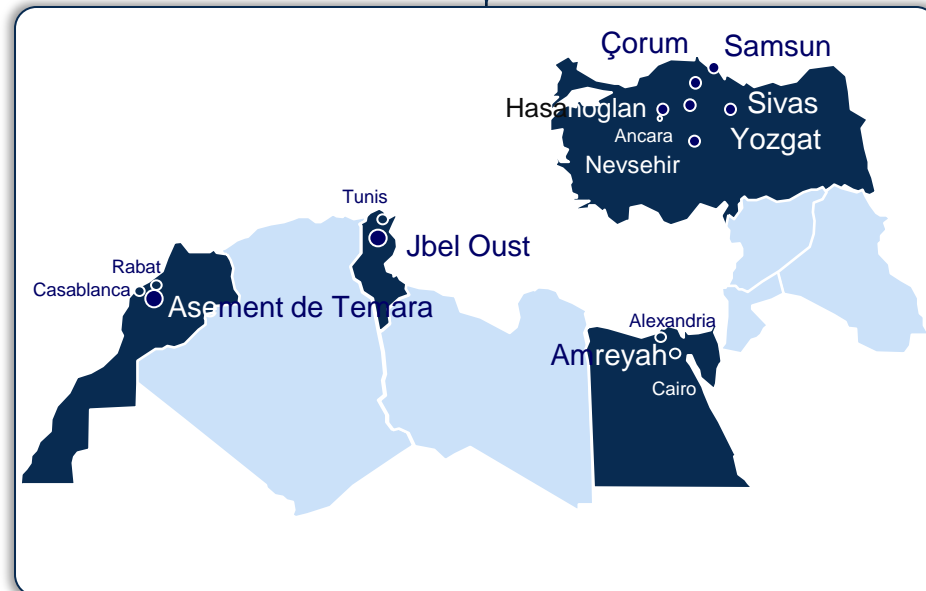 Çorum
Samsun
Hasanoglan
Sivas
Ancara
Yozgat
Nevsehir
Tunis
Jbel Oust
Rabat
Casablanca
Asement de Temara
Alexandria
Amreyah
Cairo